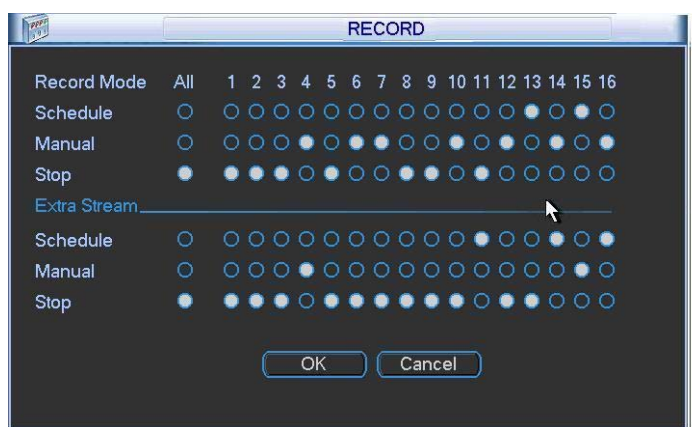 RECORD
Record Mode All 1 2 3 4 5 6 7 8 9 10 11 12 13 14 15 16
Schedule
Manual
Stop
Extra Stream
Schedule
Manual
Stop
OK Cancel